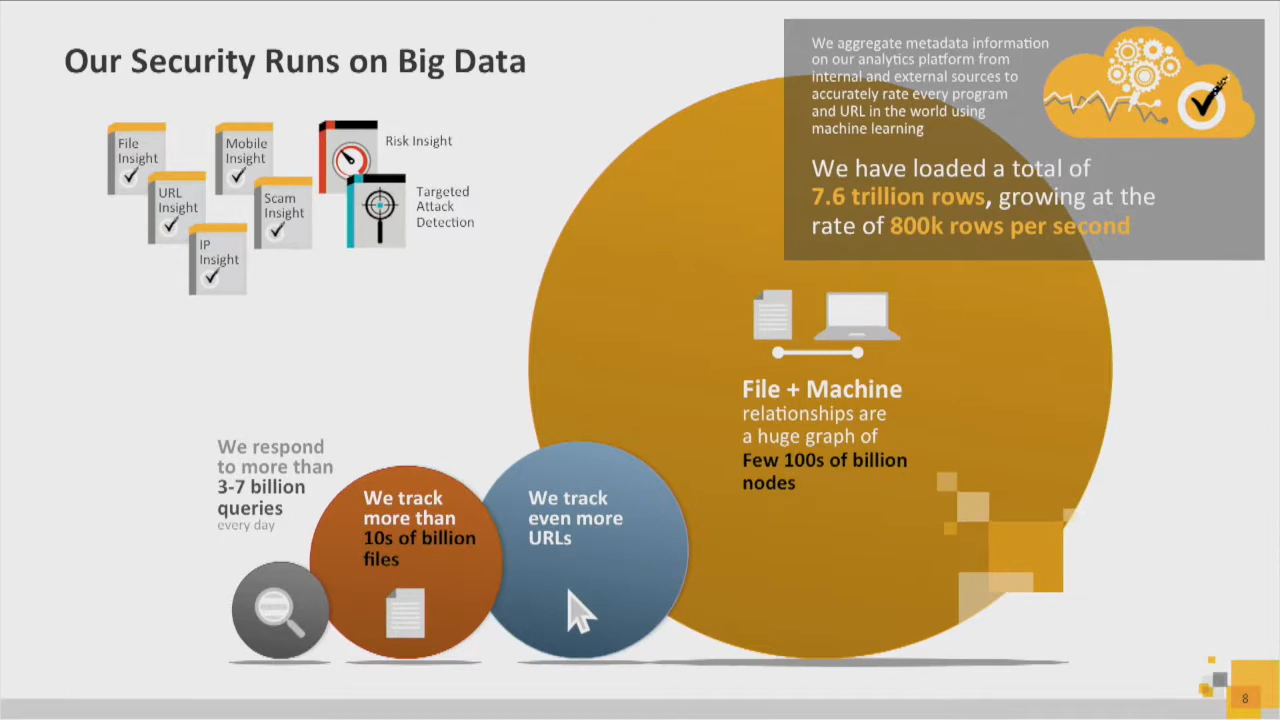 Our Security Runs on Big Data
We aggregate metadata information
on our analytics platform from
internal and external sources to
accurately rate every program
and URL in the world using
machine learning
We have loaded a total of
7.6 trillion rows, growing at the
rate of 800k rows per second
File
Insight
Mobile
Insight
Risk Insight
URL
Insight
Scam
Insight
Targeted
Attack
Detection
IP
Insight
File + Machine
relationships are
a huge graph of
Few 100s of billion
nodes
We respond
to more than
3-7 billion
queries
every day
We track
more than
10s of billion
files
We track
even more
URLs
8